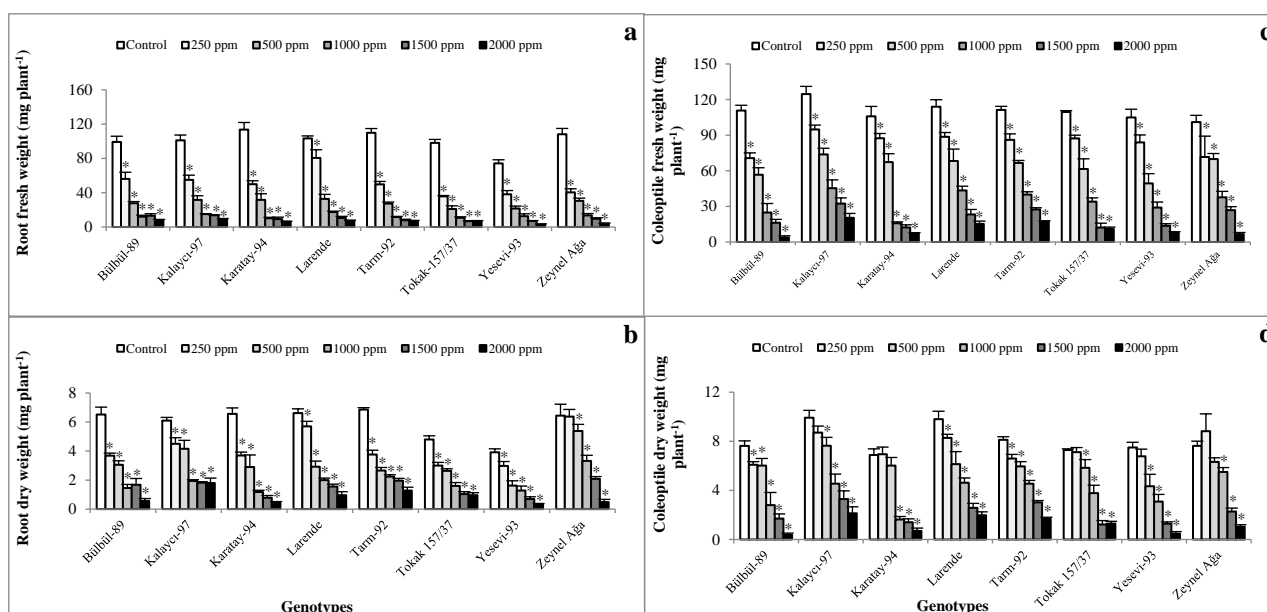 a
Control 250 ppm 500 ppm 1000 ppm 1500 ppm 2000 ppm
Root fresh weight (mg plant-1)
160
120
80
40
0
* * * * *
* * * * *
* * * * *
* * * * *
* * * * *
* * * * *
* * * * *
* * * * *
Bülbül-89 Kalaycı-97 Karatay-94 Larende Tarm-92 Tokak-157/37 Yesevi-93 Zeynel Ağa
c
Control 250 ppm 500 ppm 1000 ppm 1500 ppm 2000 ppm
Coleoptile fresh weight (mg
plant-1)
150
120
90
60
30
0
* * * * *
* * * * *
* * * * *
* * * * *
* * * * *
* * * * *
* * * * *
* * * * *
Bülbül-89 Kalaycı-97 Karatay-94 Larende Tarm-92 Tokak 157/37 Yesevi-93 Zeynel Ağa
b
Control 250 ppm 500 ppm 1000 ppm 1500 ppm 2000 ppm
Root dry weight (mg plant-1)
8
6
4
2
0
* * * * *
* * * * *
* * * * *
* * * * *
* * * * *
* * * * *
* * * * *
* * * *
Bülbül-89 Kalaycı-97 Karatay-94 Larende Tarm-92 Tokak 157/37 Yesevi-93 Zeynel Ağa
Genotypes
d
Control 250 ppm 500 ppm 1000 ppm 1500 ppm 2000 ppm
Coleoptile dry weight (mg
plant-1)
12
8
4
0
* * * * *
* * * *
* * *
* * * * *
* * * * *
* * * *
* * * *
* * * *
Bülbül-89 Kalaycı-97 Karatay-94 Larende Tarm-92 Tokak 157/37 Yesevi-93 Zeynel Ağa
Genotypes